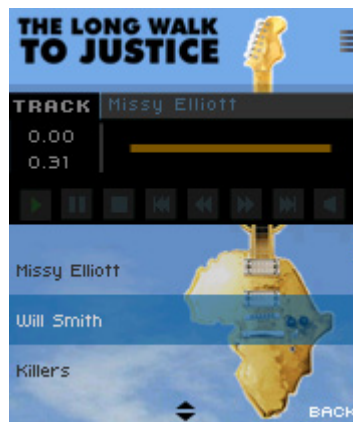 THE LONG WALK
TO JUSTICE
TRACK Missy Elliott
0.00
0.31
Missy Elliott
Will Smith
Killers
BACK